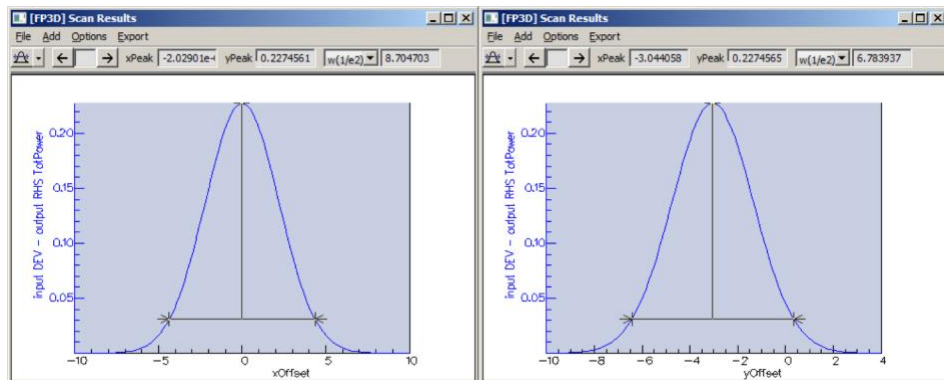 [FP3D] Scan Results
File Add Options Export
xPeak -2.02901e-‹ yPeak 0.2274561 w(1/e2) 8.704703
input DEV - output RHS TotPower
0.20
0.15
0.10
0.05
-10 -5 0 5 10
xOffset
[FP3D] Scan Results
File Add Options Export
xPeak -3.044058 yPeak 0.2274565 w(1/e2) 6.783937
input DEV - output RHS TotPower
0.20
0.15
0.10
0.05
-10 -8 -6 -4 -2 0 2 4
yOffset